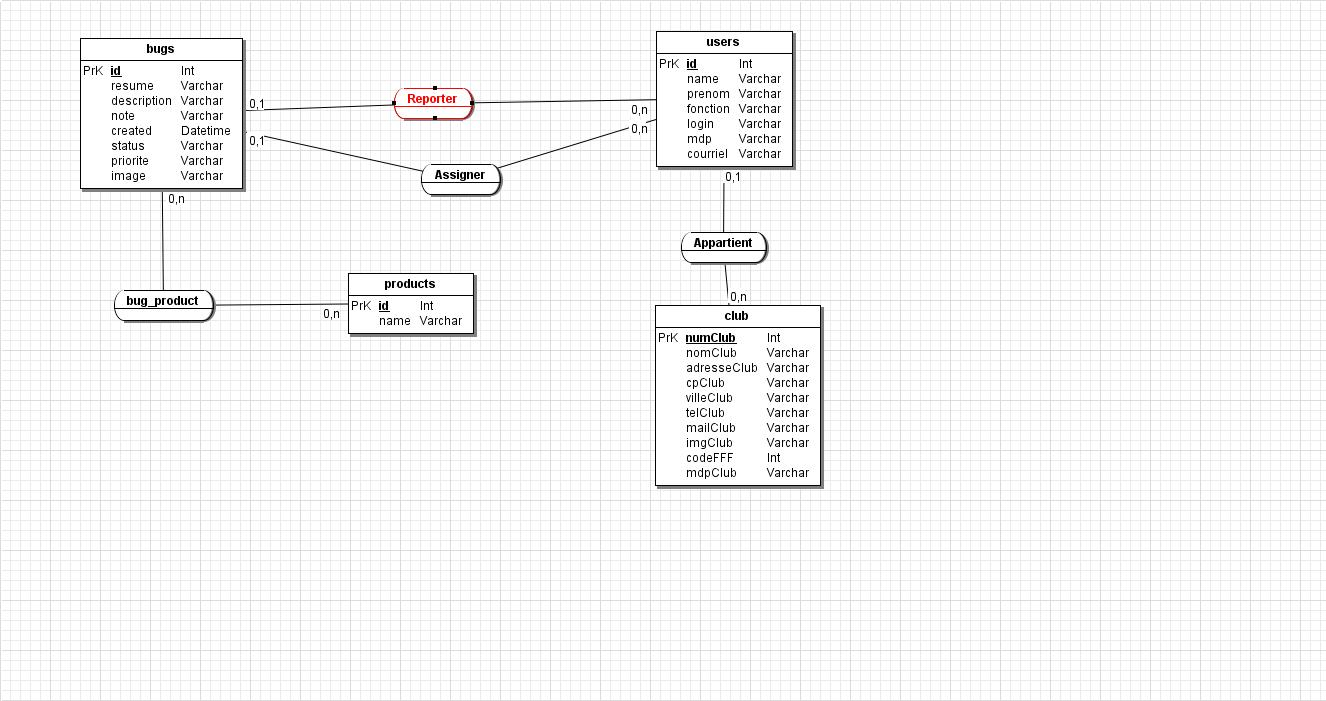 bugs
PrK id Int
resume Varchar
description Varchar
note Varchar
created Datetime
status Varchar
priorite Varchar
image Varchar
0,1
0,1
0,n
Reporter
Assigner
0,n
0,n
users
PrK id Int
name Varchar
prenom Varchar
fonction Varchar
login Varchar
mdp Varchar
courriel Varchar
0,1
Appartient
0,n
bug_product
0,n
products
PrK id Int
name Varchar
club
PrK numClub Int
nomClub Varchar
adresseClub Varchar
cpClub Varchar
villeClub Varchar
telClub Varchar
mailClub Varchar
imgClub Varchar
codeFFF Int
mdpClub Varchar